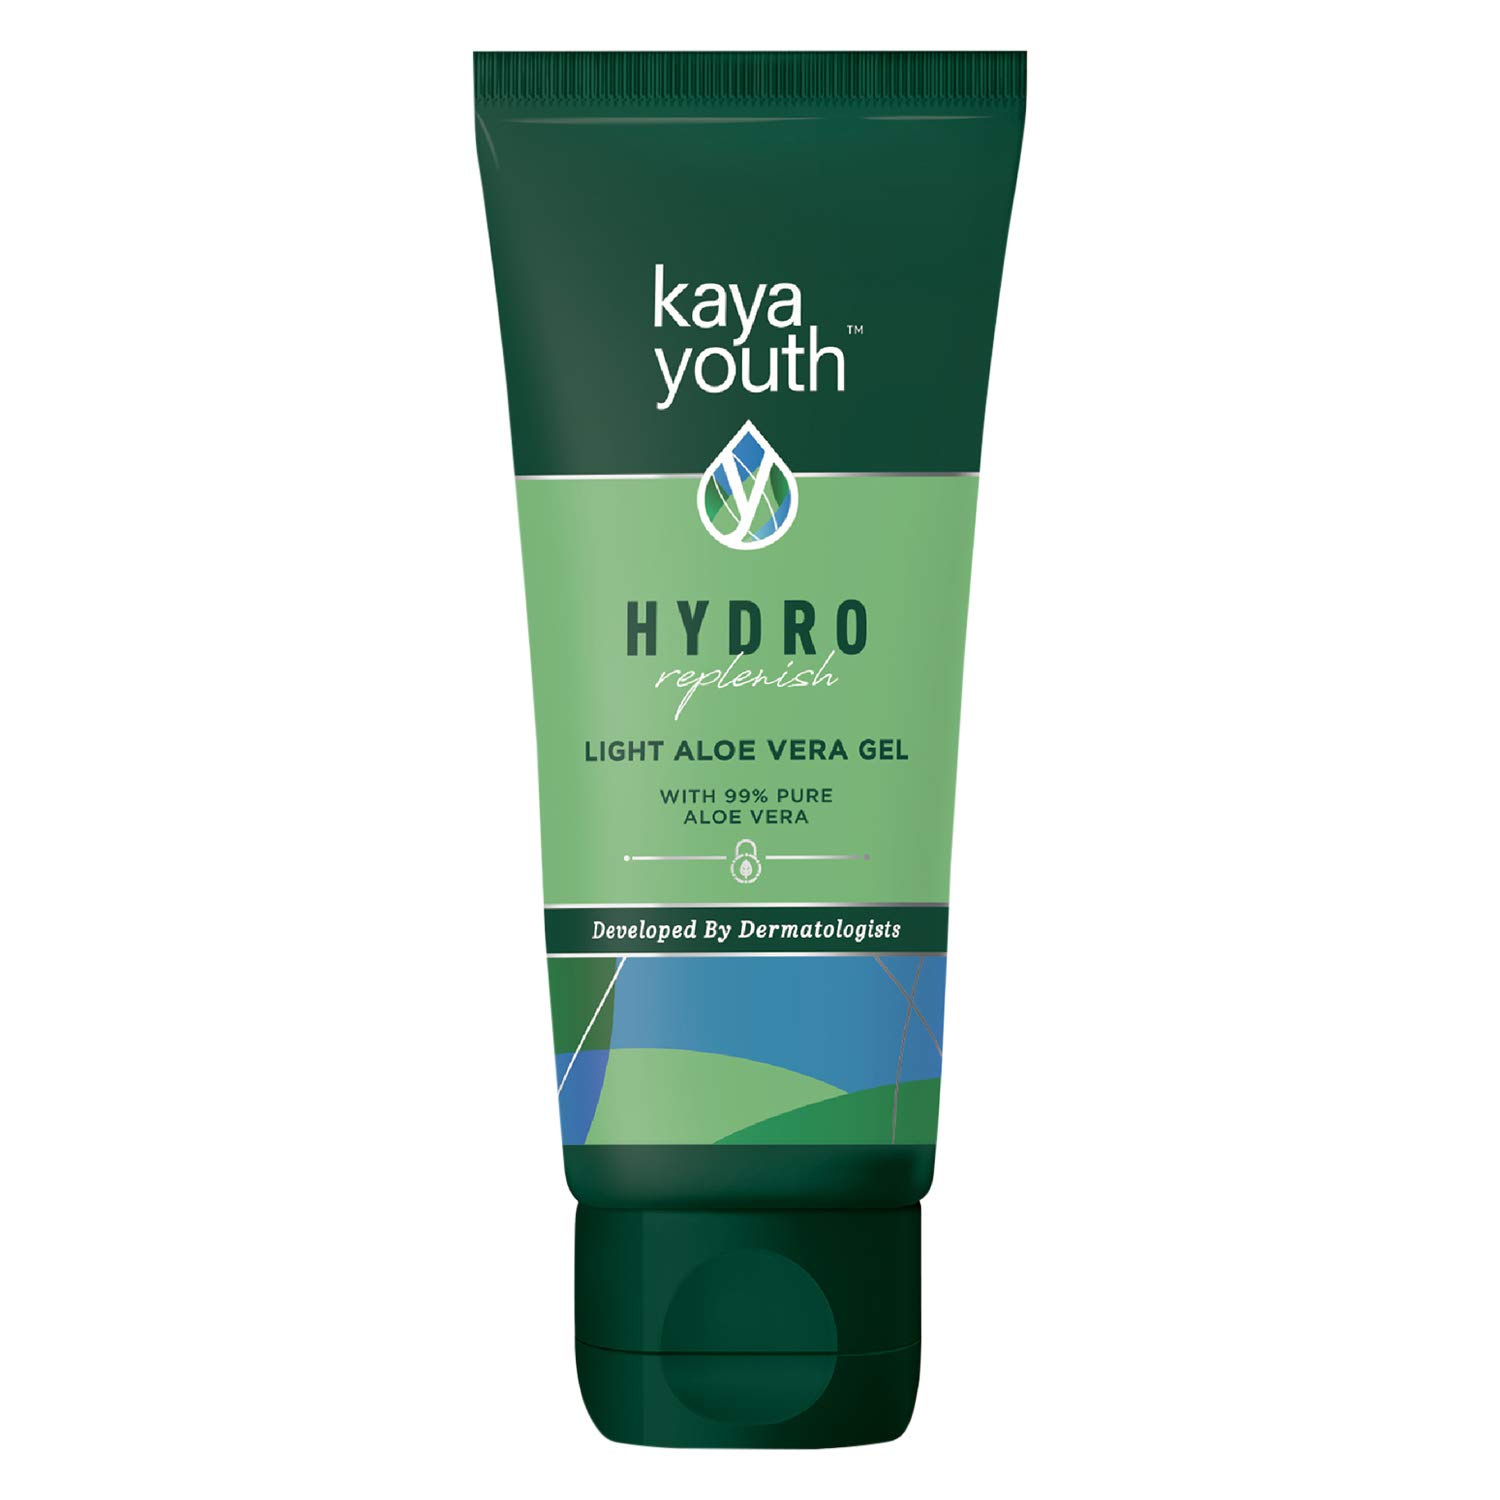 kaya
youth™
y
HYDRO
replenish
LIGHT ALOE VERA GEL
WITH 99% PURE
ALOE VERA
Developed By Dermatologists